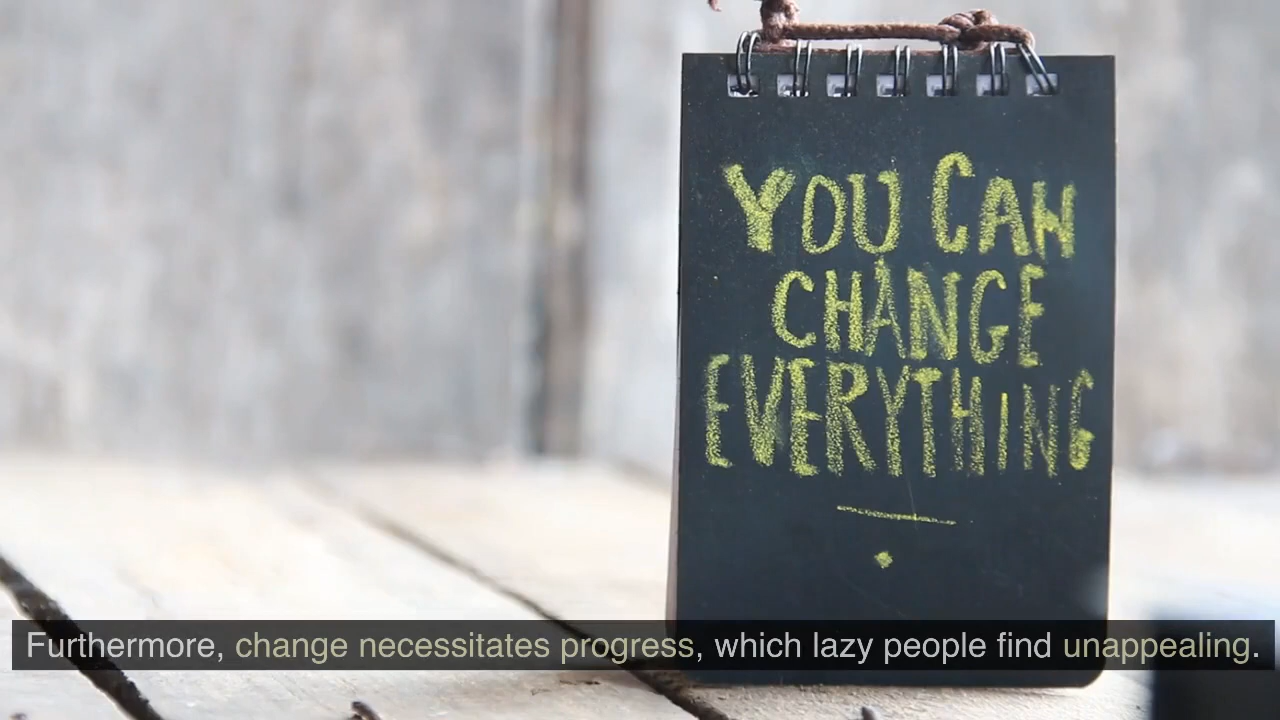 YOU CAN
CHANGE
EVERYTHING
Furthermore, change necessitates progress, which lazy people find unappealing.